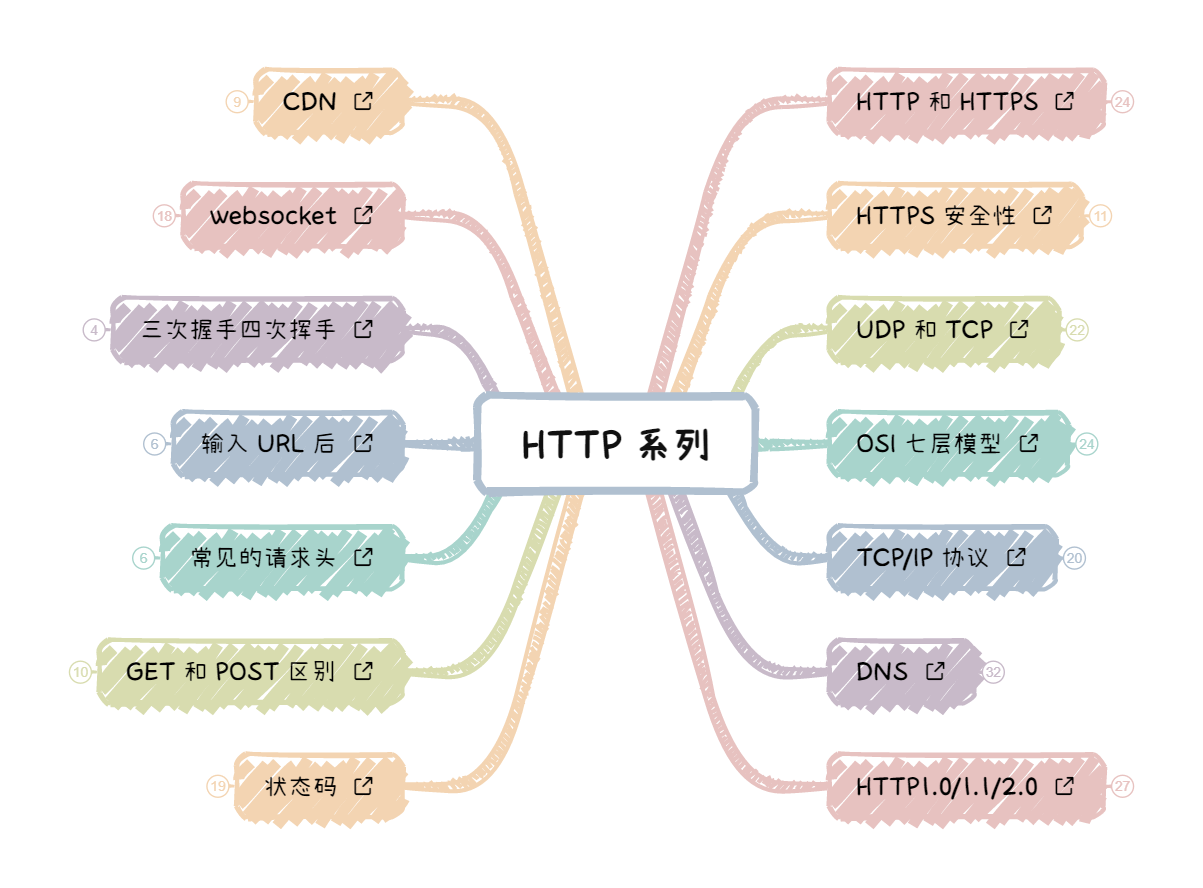 CDN
9
websocket
18
三次握手四次挥手
4
输入 URL 后
6
常见的请求头
6
GET 和 POST 区别
10
状态码
19
HTTP 系列
HTTP 和 HTTPS
24
HTTPS 安全性
11
UDP 和 TCP
22
OSI 七层模型
24
TCP/IP 协议
20
DNS
32
HTTP1.0/1.1/2.0
27